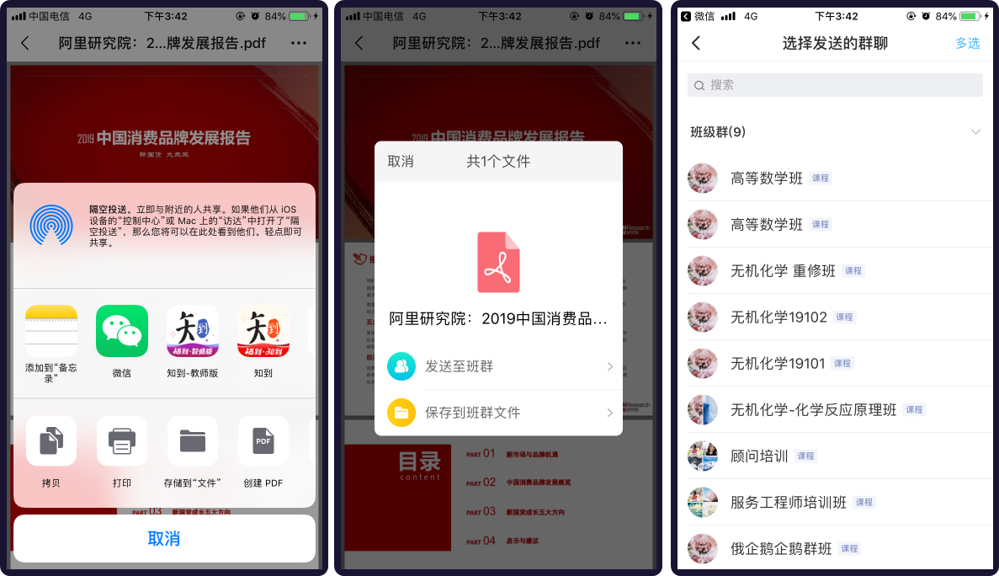 中国电信 4G 下午3:42 84%
阿里研究院：2...牌发展报告.pdf
2019 中国消费品牌发展报告
新国货 大未来
隔空投送。立即与附近的人共享。如果他们从 iOS
设备的“控制中心”或 Mac 上的“访达”中打开了“隔
空投送”，那么您将可以在此处看到他们。轻点即可
共享。
添加到“备忘
录”
微信
知到-教师版
知到
拷贝
打印
存储到“文件”
PDF
创建 PDF
PART 03 新国货成长五大方向
取消
中国电信 4G 下午3:42 84%
阿里研究院：2...牌发展报告.pdf
2019 中国消费品牌发展报告
取消 共1个文件
阿里研究院：2019中国消费品...
发送至班群
保存到班群文件
目录
content
PART 01 新市场与品牌机遇
PART 02 中国消费品牌发展概览
PART 03 新国货成长五大方向
PART 04 启示与建议
微信 4G 下午3:42 84%
选择发送的群聊 多选
搜索
班级群(9)
高等数学班 课程
高等数学班 课程
无机化学 重修班 课程
无机化学19102 课程
无机化学19101 课程
无机化学-化学反应原理班 课程
顾问培训 课程
服务工程师培训班 课程
俄企鹅企鹅群班 课程